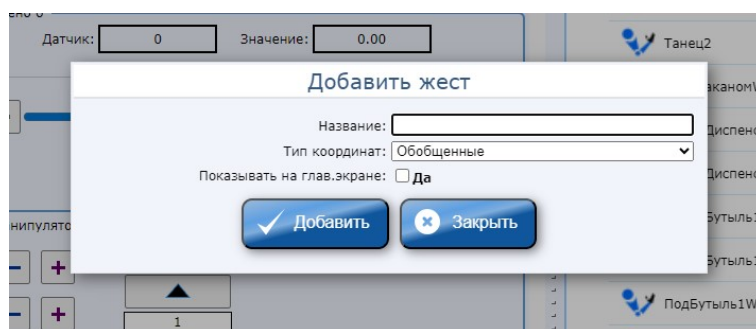 Датчик: 0 Значение: 0.00
Танец2
Добавить жест
Название:
Тип координат: Обобщенные
Показывать на глав.экране: Да
Добавить Закрыть
ПодБутыль1W
1